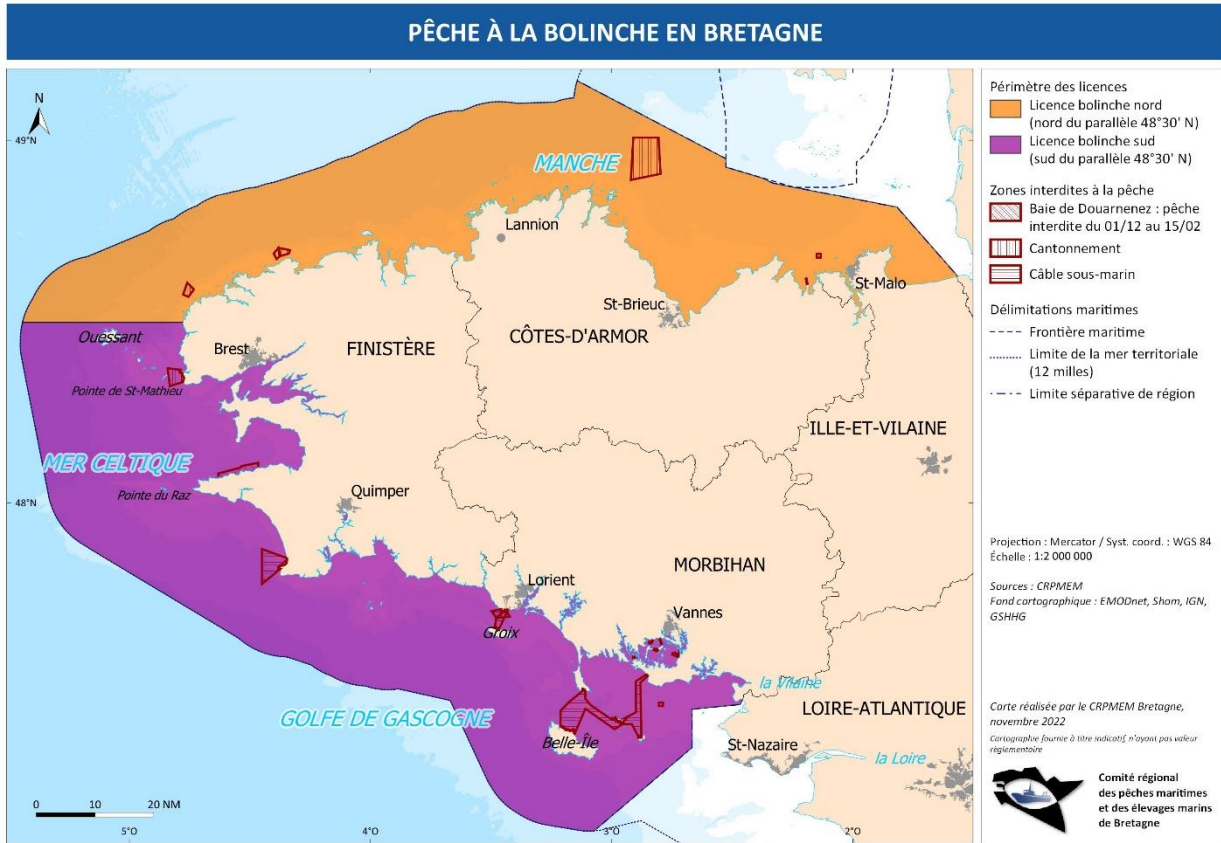 PÊCHE À LA BOLINCHE EN BRETAGNE
N
49°N
48°N
MANCHE
Lannion
St-Malo
St-Brieuc
CÔTES-D'ARMOR
Ouessant
Brest
FINISTÈRE
Pointe de St-Mathieu
ILLE-ET-VILAINE
MER CELTIQUE
Pointe du Raz
Quimper
MORBIHAN
Lorient
Vannes
Groix
la Vilaine
LOIRE-ATLANTIQUE
GOLFE DE GASCOGNE
Belle-Île
St-Nazaire
la Loire
0 10 20 NM
5°0 4°0 3°0 2°0
Périmètre des licences
Licence bolinche nord
(nord du parallèle 48°30' N)
Licence bolinche sud
(sud du parallèle 48°30' N)
Zones interdites à la pêche
Baie de Douarnenez : pêche
interdite du 01/12 au 15/02
Cantonnement
Câble sous-marin
Délimitations maritimes
Frontière maritime
Limite de la mer territoriale
(12 milles)
Limite séparative de région
Projection : Mercator / Syst. coord. : WGS 84
Échelle : 1:2 000 000
Sources : CRPMEM
Fond cartographique : EMODnet, Shom, IGN,
GSHHG
Carte réalisée par le CRPMEM Bretagne,
novembre 2022
Cartographie fournie à titre indicatif, n'ayant pas valeur
règlementaire
Comité régional
des pêches maritimes
et des élevages marins
de Bretagne